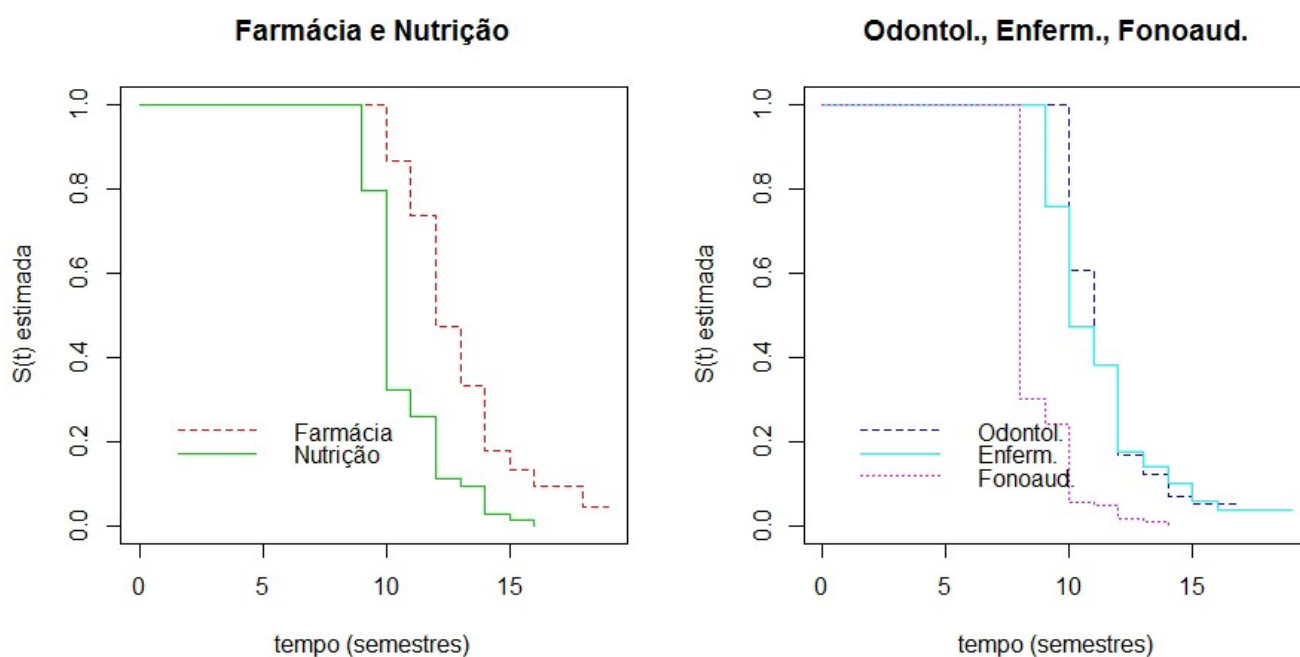 Farmácia e Nutrição
S(t) estimada
1.0
0.8
0.6
0.4
0.2
0.0
Farmácia
Nutrição
0 5 10 15
tempo (semestres)
Odontol., Enferm., Fonoaud.
S(t) estimada
1.0
0.8
0.6
0.4
0.2
0.0
Odontol.
Enferm.
Fonoaud.
0 5 10 15
tempo (semestres)